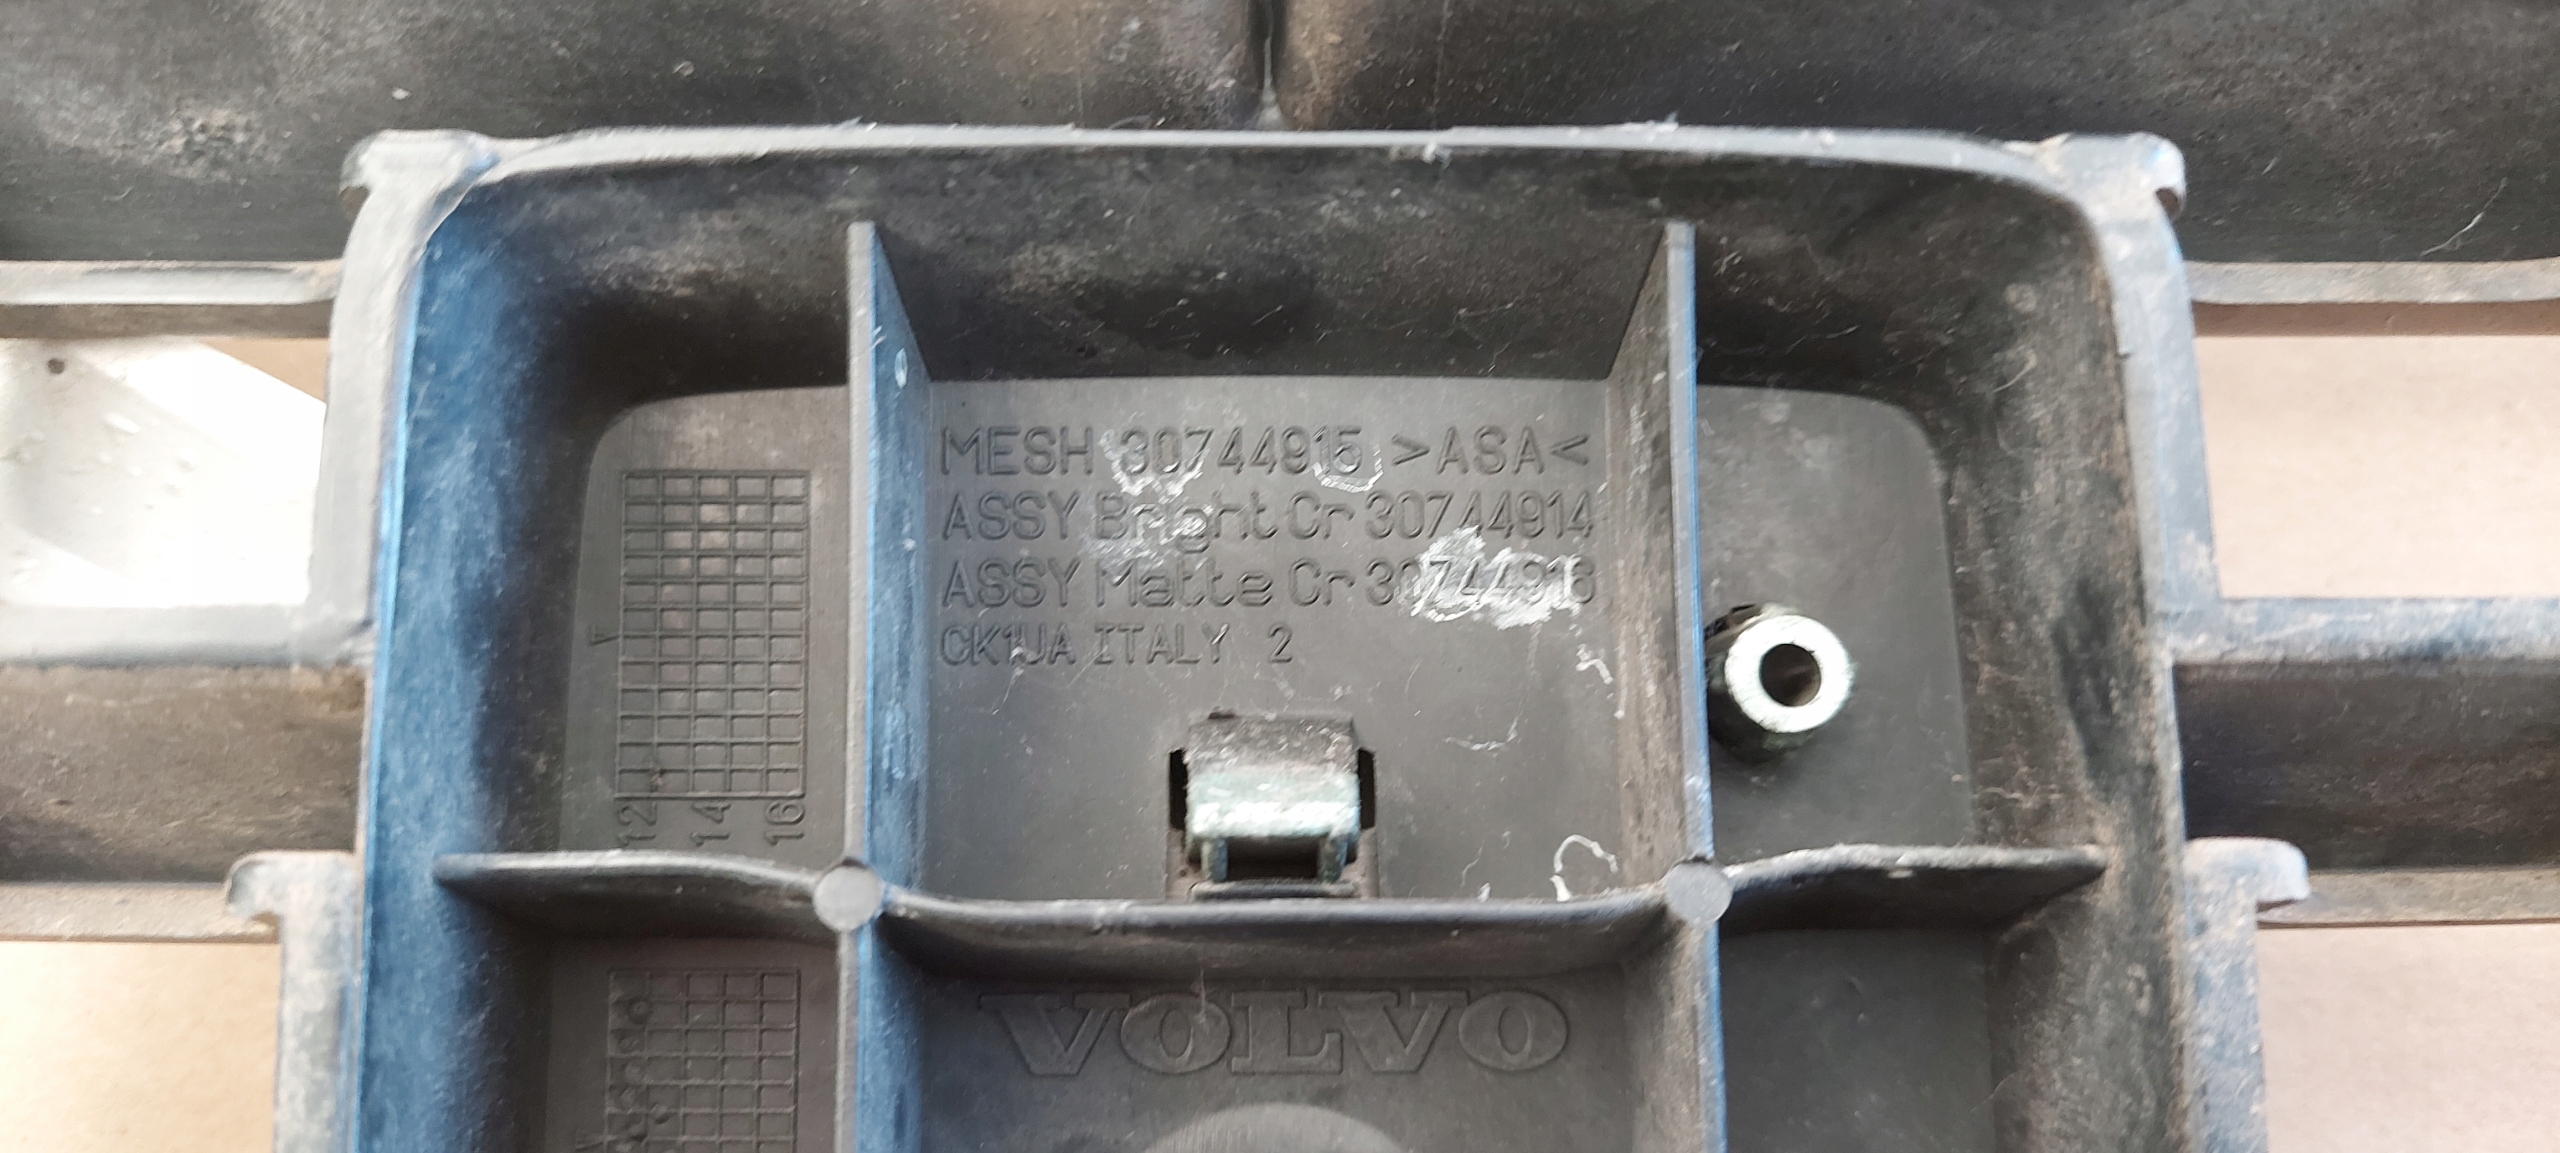 MESH 30744915 >ASA<
ASSY Bright Cr 30744914
ASSY Matte Cr 30744916
CK1UA ITALY 2
12 14 16
VOLVO